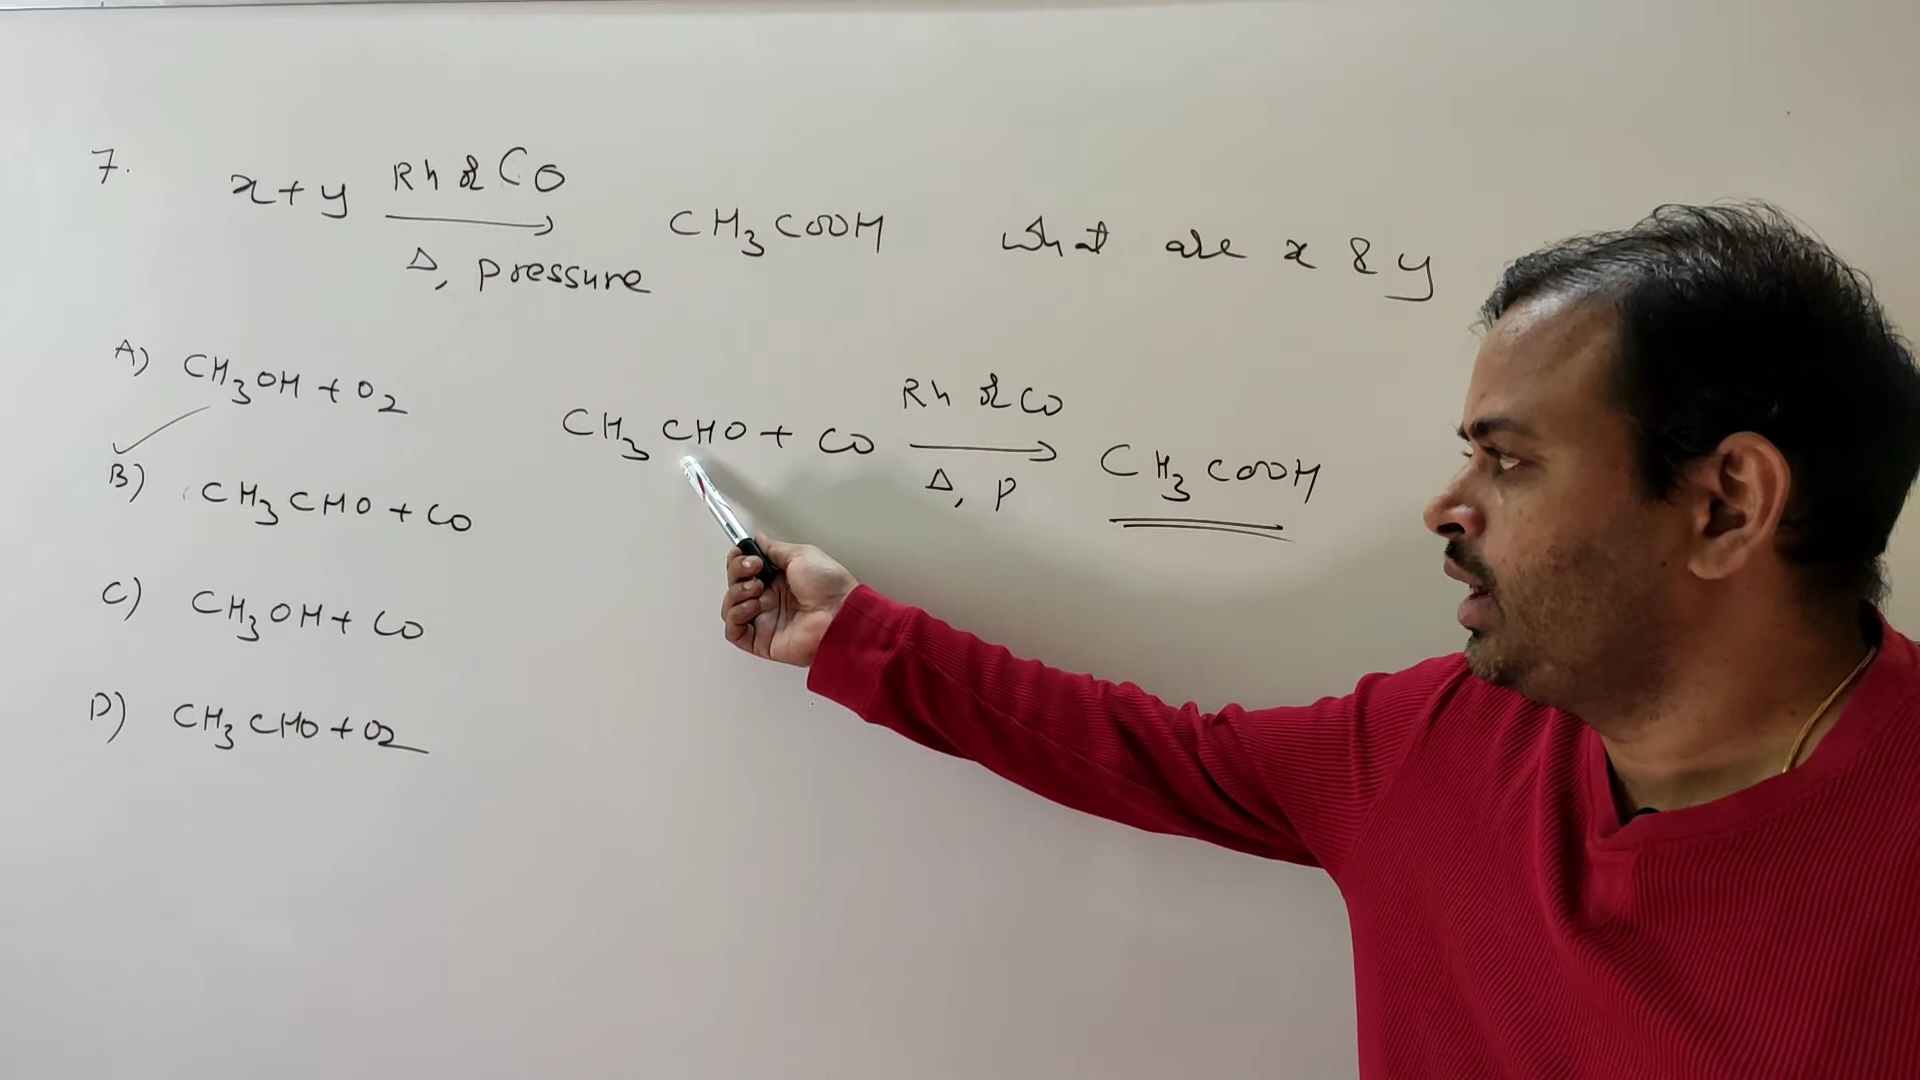 7.
x + y Rh & Co
Δ, pressure
CH3COOH what are x & y
A) CH3OH + O2
B) CH3CHO + Co
C) CH3OH + Co
D) CH3CHO + O2
CH3CHO + Co Rh & Co
Δ, P
CH3COOH